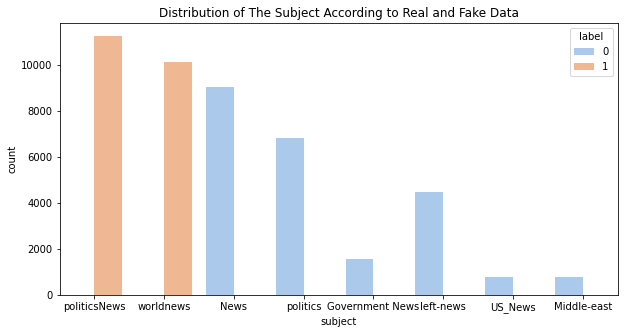 Distribution of The Subject According to Real and Fake Data
label
0
1
count
10000
8000
6000
4000
2000
0
politicsNews worldnews News politics Government News left-news US_News Middle-east
subject